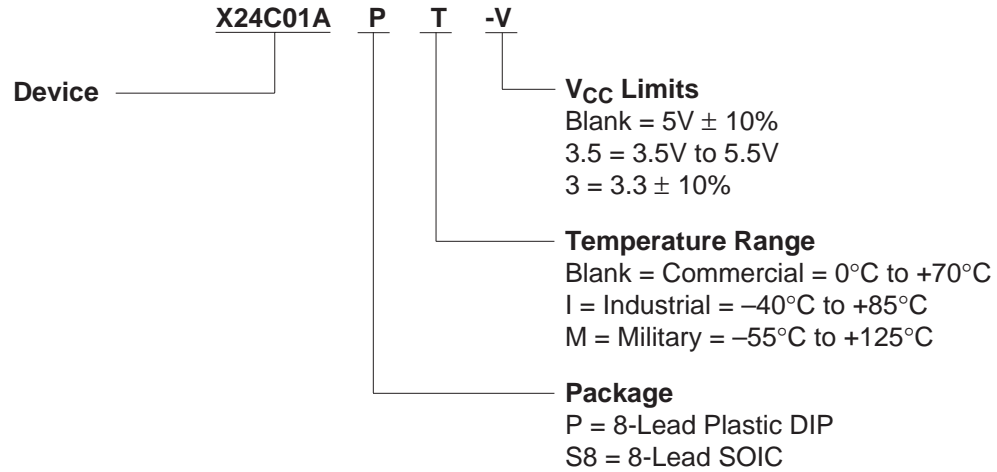 X24C01A P T -V
Device
VCC Limits
Blank = 5V ± 10%
3.5 = 3.5V to 5.5V
3 = 3.3 ± 10%
Temperature Range
Blank = Commercial = 0°C to +70°C
I = Industrial = –40°C to +85°C
M = Military = –55°C to +125°C
Package
P = 8-Lead Plastic DIP
S8 = 8-Lead SOIC